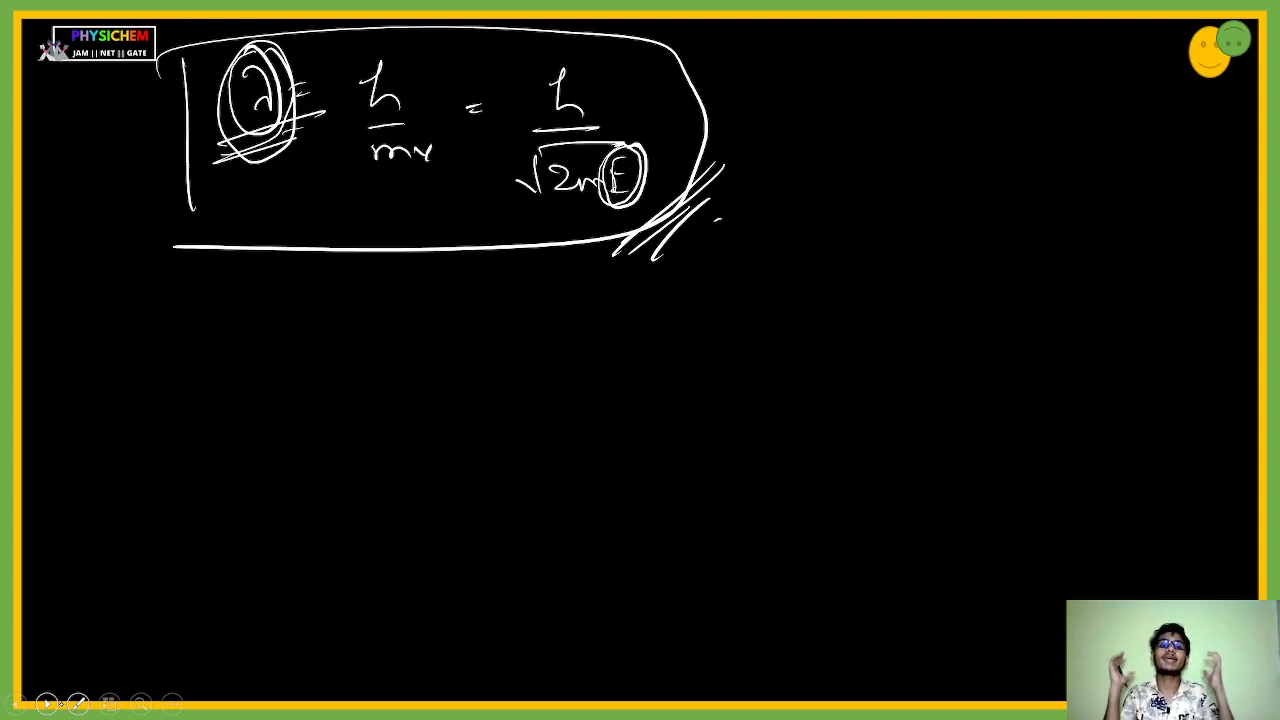 PHYSICHEM
JAM || NET || GATE
λ = h/mv = h/√2mE